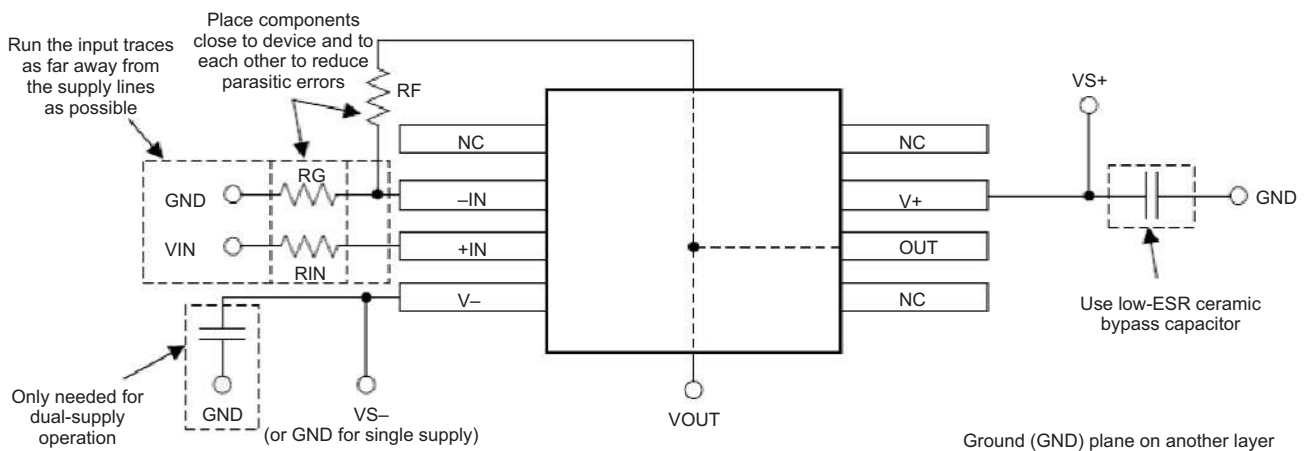 Place components
close to device and to
each other to reduce
parasitic errors
Run the input traces
as far away from
the supply lines
as possible
RF
VS+
NC
NC
RG
GND
–IN
V+
GND
VIN
+IN
OUT
RIN
V–
NC
Use low-ESR ceramic
bypass capacitor
Only needed for
dual-supply
operation
GND
VS–
(or GND for single supply)
VOUT
Ground (GND) plane on another layer